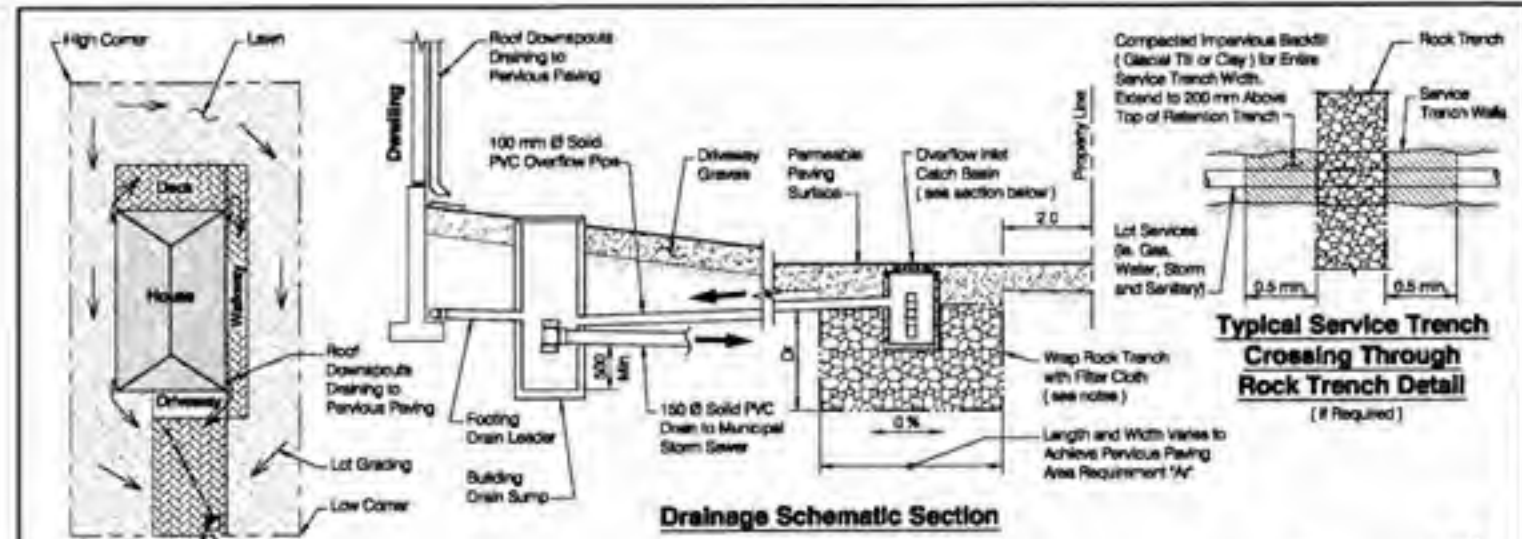 High Corner
Lawn
Deck
House
Walkway
Driveway
Roof
Downspouts
Draining to
Pervious Paving
Lot Grading
Low Corner
Roof Downspouts
Draining to
Pervious Paving
Dwelling
100 mm Ø Solid
PVC Overflow Pipe
Driveway
Gravels
Permeable
Paving
Surface
Overflow Inlet
Catch Basin
( see section below )
Property Line
2.0
500
Min
Footing
Drain Leader
Building
Drain Sump
150 Ø Solid PVC
Drain to Municipal
Storm Sewer
0 %
Wrap Rock Trench
with Filter Cloth
( see notes )
Length and Width Varies to
Achieve Pervious Paving
Area Requirement "Ar"
Drainage Schematic Section
Compacted Impervious Backfill
( Glacial Till or Clay ) for Entire
Service Trench Width.
Extend to 200 mm Above
Top of Retention Trench
Rock Trench
Service
Trench Walls
Lot Services
(ie. Gas,
Water, Storm
and Sanitary)
0.5 min.
0.5 min.
Typical Service Trench
Crossing Through
Rock Trench Detail
( If Required )